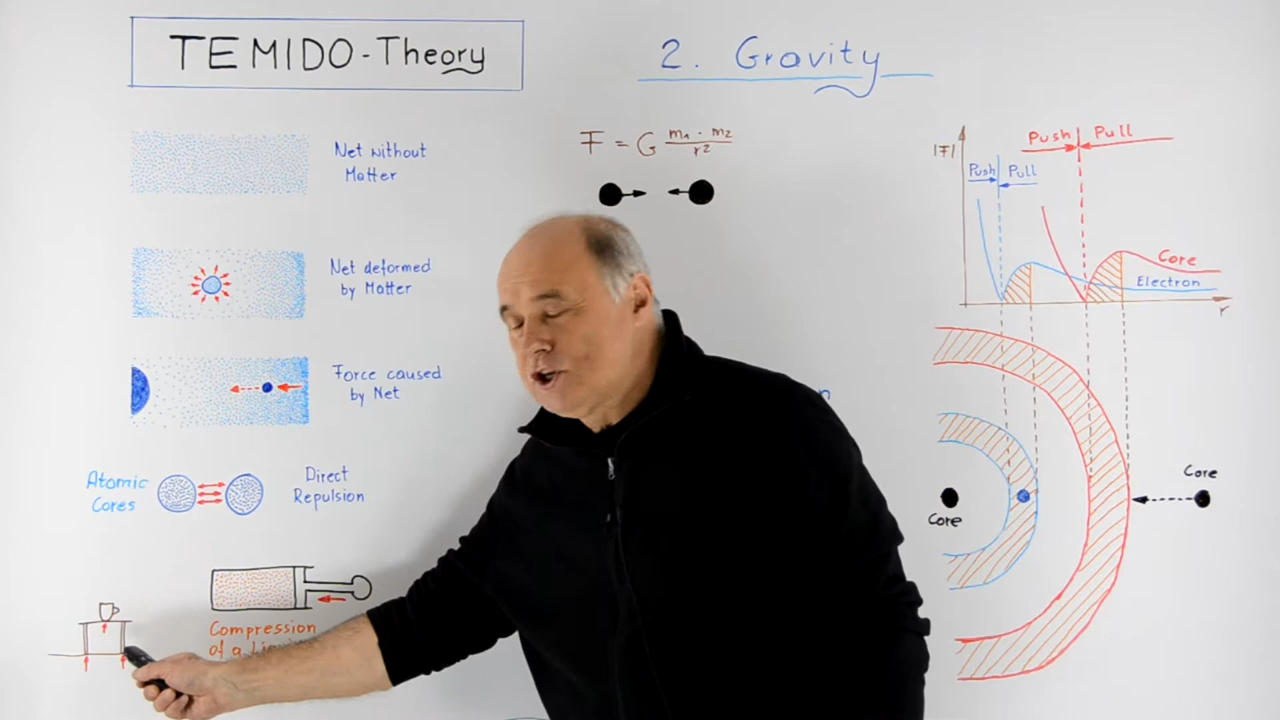 TEMIDO-Theory
2. Gravity
Net without
Matter
Net deformed
by Matter
Force caused
by Net
Atomic
Cores
Direct
Repulsion
Compression
of a
F = G m₁ · m₂ / r²
|F|
Push Pull
Push Pull
Core
Electron
r
Core
Core